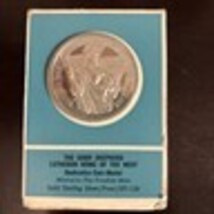 THE GOOD SHEPHERD
LUTHERAN HOME OF THE WEST
Dedication Coin-Medal
Minted by The Franklin Mint
Solid Sterling Silver/Proof